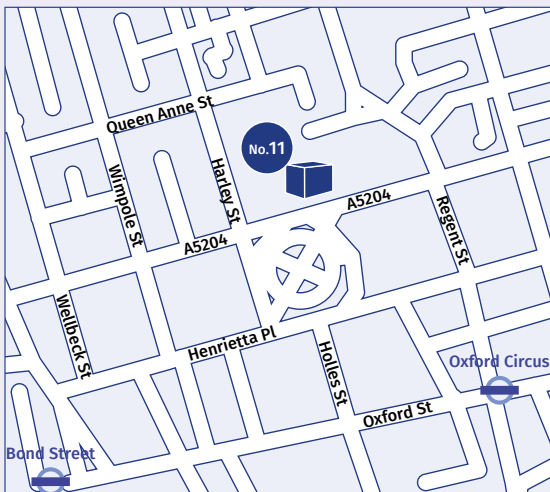 Queen Anne St
No.11
Wimpole St
Harley St
A5204
Regent St
A5204
Wellbeck St
Henrietta Pl
Holles St
Oxford Circus
Oxford St
Bond Street